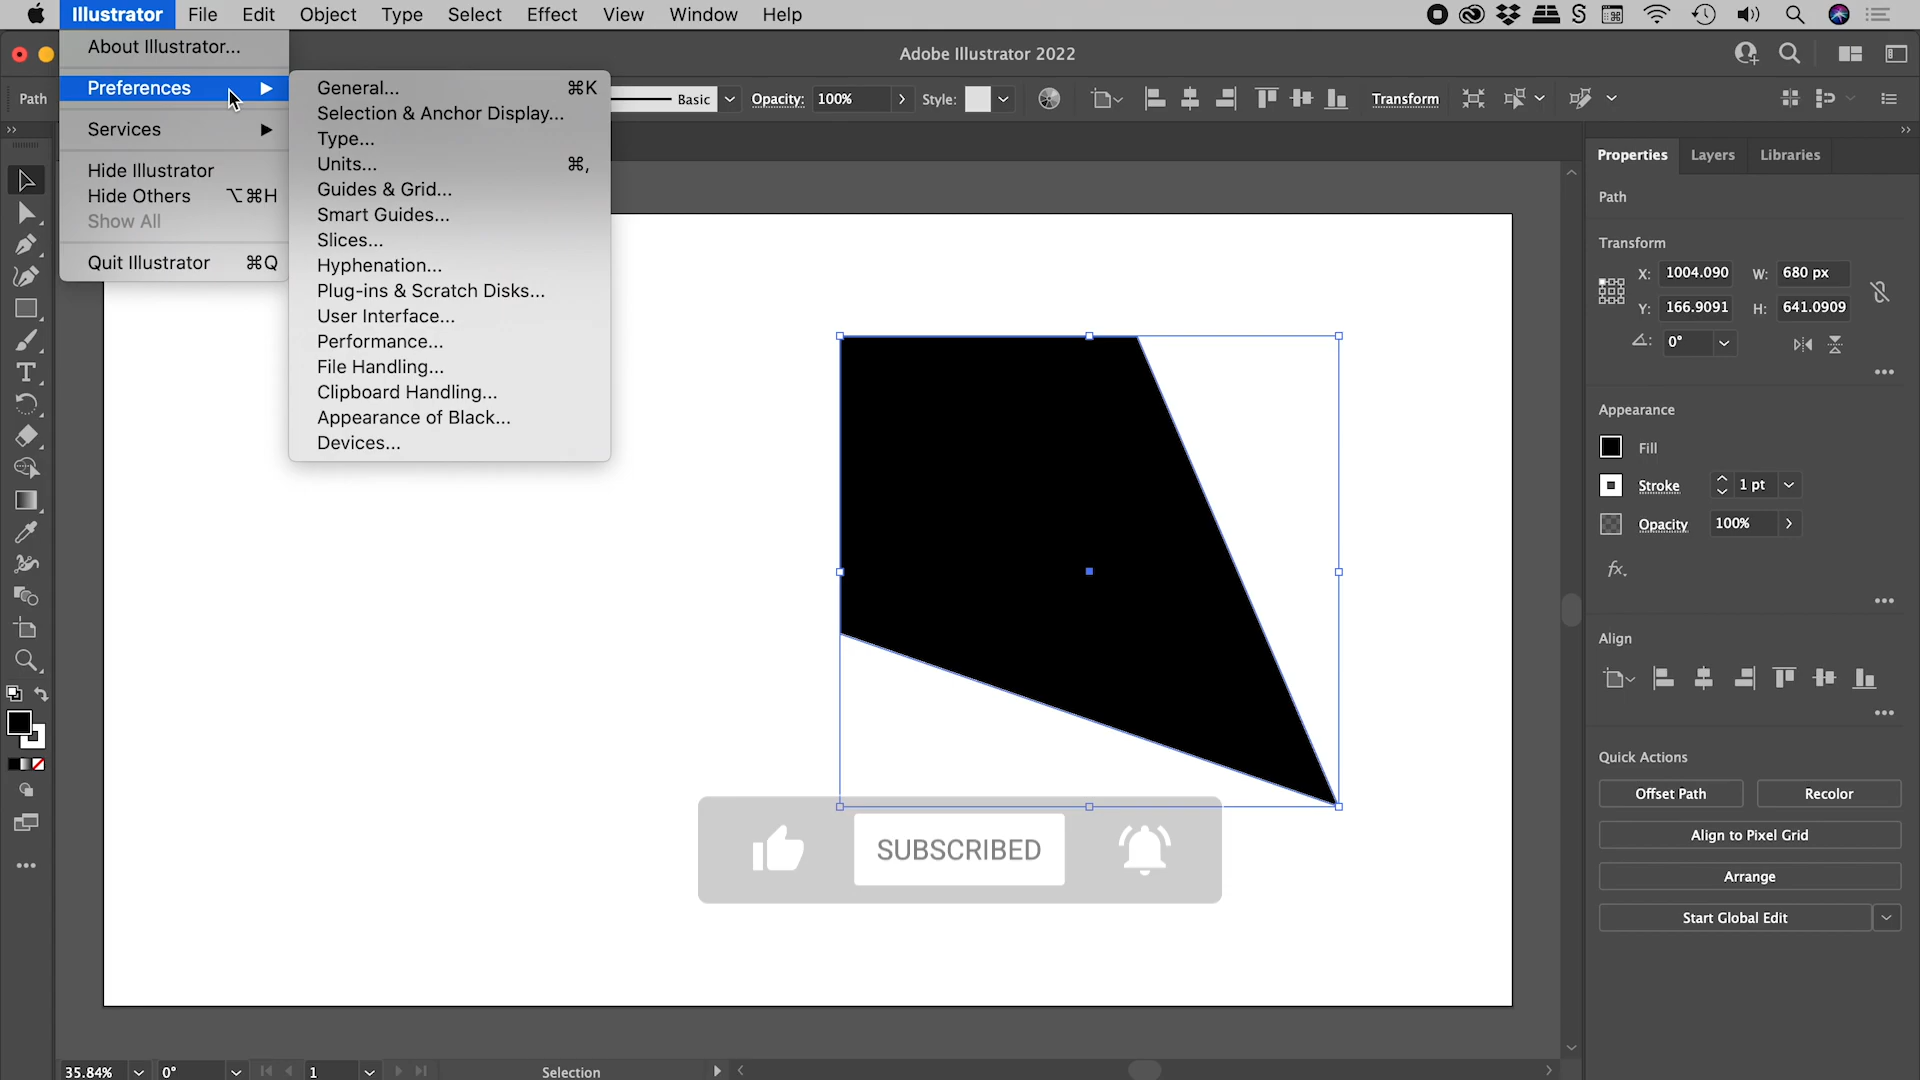 Illustrator File Edit Object Type Select Effect View Window Help
About Illustrator...
Adobe Illustrator 2022
Preferences
Services
Hide Illustrator
Hide Others ⌥⌘H
Show All
Quit Illustrator ⌘Q
General... ⌘K
Selection & Anchor Display...
Type...
Units... ⌘,
Guides & Grid...
Smart Guides...
Slices...
Hyphenation...
Plug-ins & Scratch Disks...
User Interface...
Performance...
File Handling...
Clipboard Handling...
Appearance of Black...
Devices...
Path
Basic Opacity: 100% Style: Transform
Properties Layers Libraries
Path
Transform
X: 1004.090 W: 680 px
Y: 166.9091 H: 641.0909
0°
Appearance
Fill
Stroke 1 pt
Opacity 100%
fx.
Align
Quick Actions
Offset Path Recolor
Align to Pixel Grid
Arrange
Start Global Edit
SUBSCRIBED
35.84% 0° 1 Selection